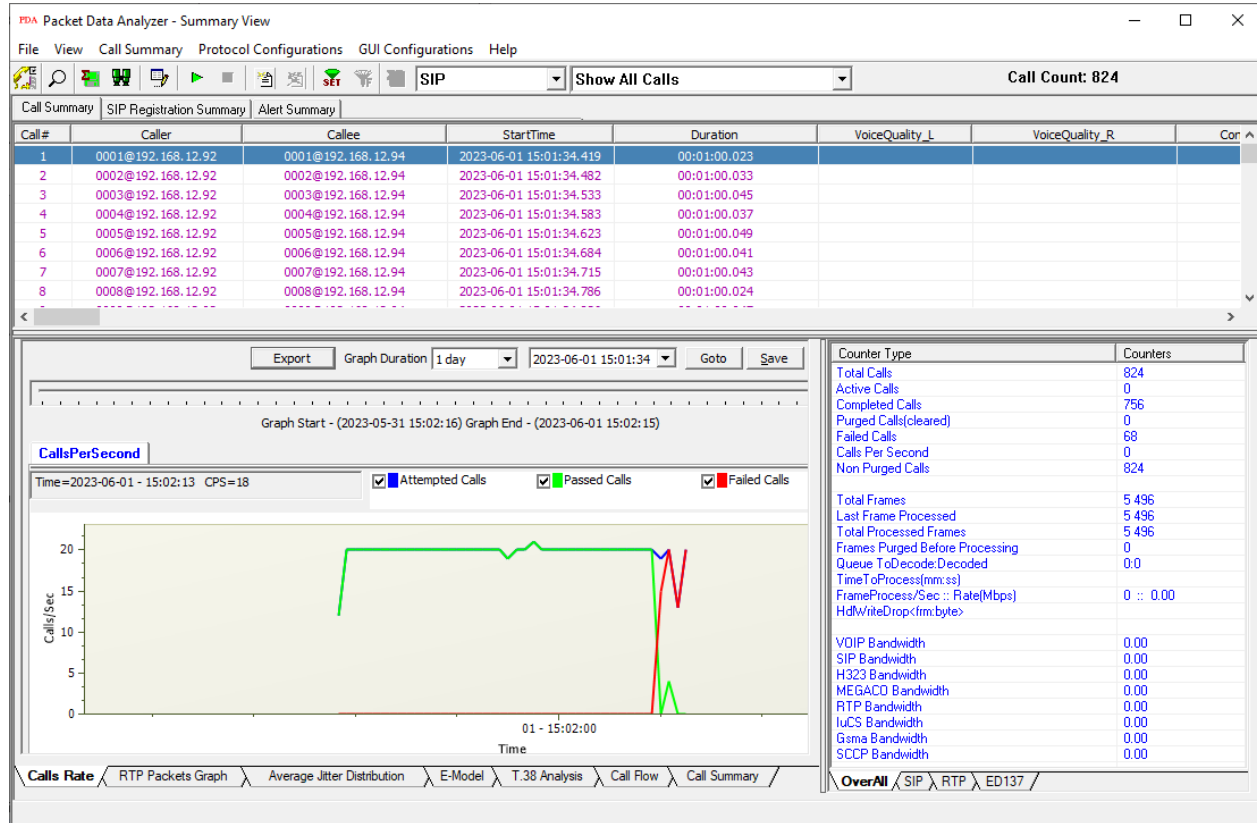 PDA Packet Data Analyzer - Summary View
File View Call Summary Protocol Configurations GUI Configurations Help
SET SIP Show All Calls Call Count: 824
Call Summary SIP Registration Summary Alert Summary
Call# Caller Callee StartTime Duration VoiceQuality_L VoiceQuality_R Cor
1 0001@192.168.12.92 0001@192.168.12.94 2023-06-01 15:01:34.419 00:01:00.023
2 0002@192.168.12.92 0002@192.168.12.94 2023-06-01 15:01:34.482 00:01:00.033
3 0003@192.168.12.92 0003@192.168.12.94 2023-06-01 15:01:34.533 00:01:00.045
4 0004@192.168.12.92 0004@192.168.12.94 2023-06-01 15:01:34.583 00:01:00.037
5 0005@192.168.12.92 0005@192.168.12.94 2023-06-01 15:01:34.623 00:01:00.049
6 0006@192.168.12.92 0006@192.168.12.94 2023-06-01 15:01:34.684 00:01:00.041
7 0007@192.168.12.92 0007@192.168.12.94 2023-06-01 15:01:34.715 00:01:00.043
8 0008@192.168.12.92 0008@192.168.12.94 2023-06-01 15:01:34.786 00:01:00.024
Export Graph Duration 1 day 2023-06-01 15:01:34 Goto Save
Graph Start - (2023-05-31 15:02:16) Graph End - (2023-06-01 15:02:15)
CallsPerSecond
Time=2023-06-01 - 15:02:13 CPS=18 Attempted Calls Passed Calls Failed Calls
20
15
10
5
0
Calls/Sec
01 - 15:02:00
Time
Calls Rate RTP Packets Graph Average Jitter Distribution E-Model T.38 Analysis Call Flow Call Summary
Counter Type Counters
Total Calls 824
Active Calls 0
Completed Calls 756
Purged Calls(cleared) 0
Failed Calls 68
Calls Per Second 0
Non Purged Calls 824
Total Frames 5 496
Last Frame Processed 5 496
Total Processed Frames 5 496
Frames Purged Before Processing 0
Queue ToDecode:Decoded 0:0
TimeToProcess(mm:ss)
FrameProcess/Sec :: Rate(Mbps) 0 :: 0.00
HdlWriteDrop<frm:byte>
VOIP Bandwidth 0.00
SIP Bandwidth 0.00
H323 Bandwidth 0.00
MEGACO Bandwidth 0.00
RTP Bandwidth 0.00
IuCS Bandwidth 0.00
Gsma Bandwidth 0.00
SCCP Bandwidth 0.00
OverAll SIP RTP ED137